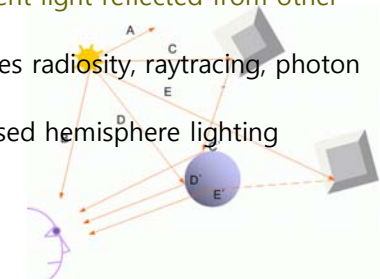 ent light reflected from other
A
C
es radiosity, raytracing, photon
E
D
B
sed hemisphere lighting
C
D´
E´